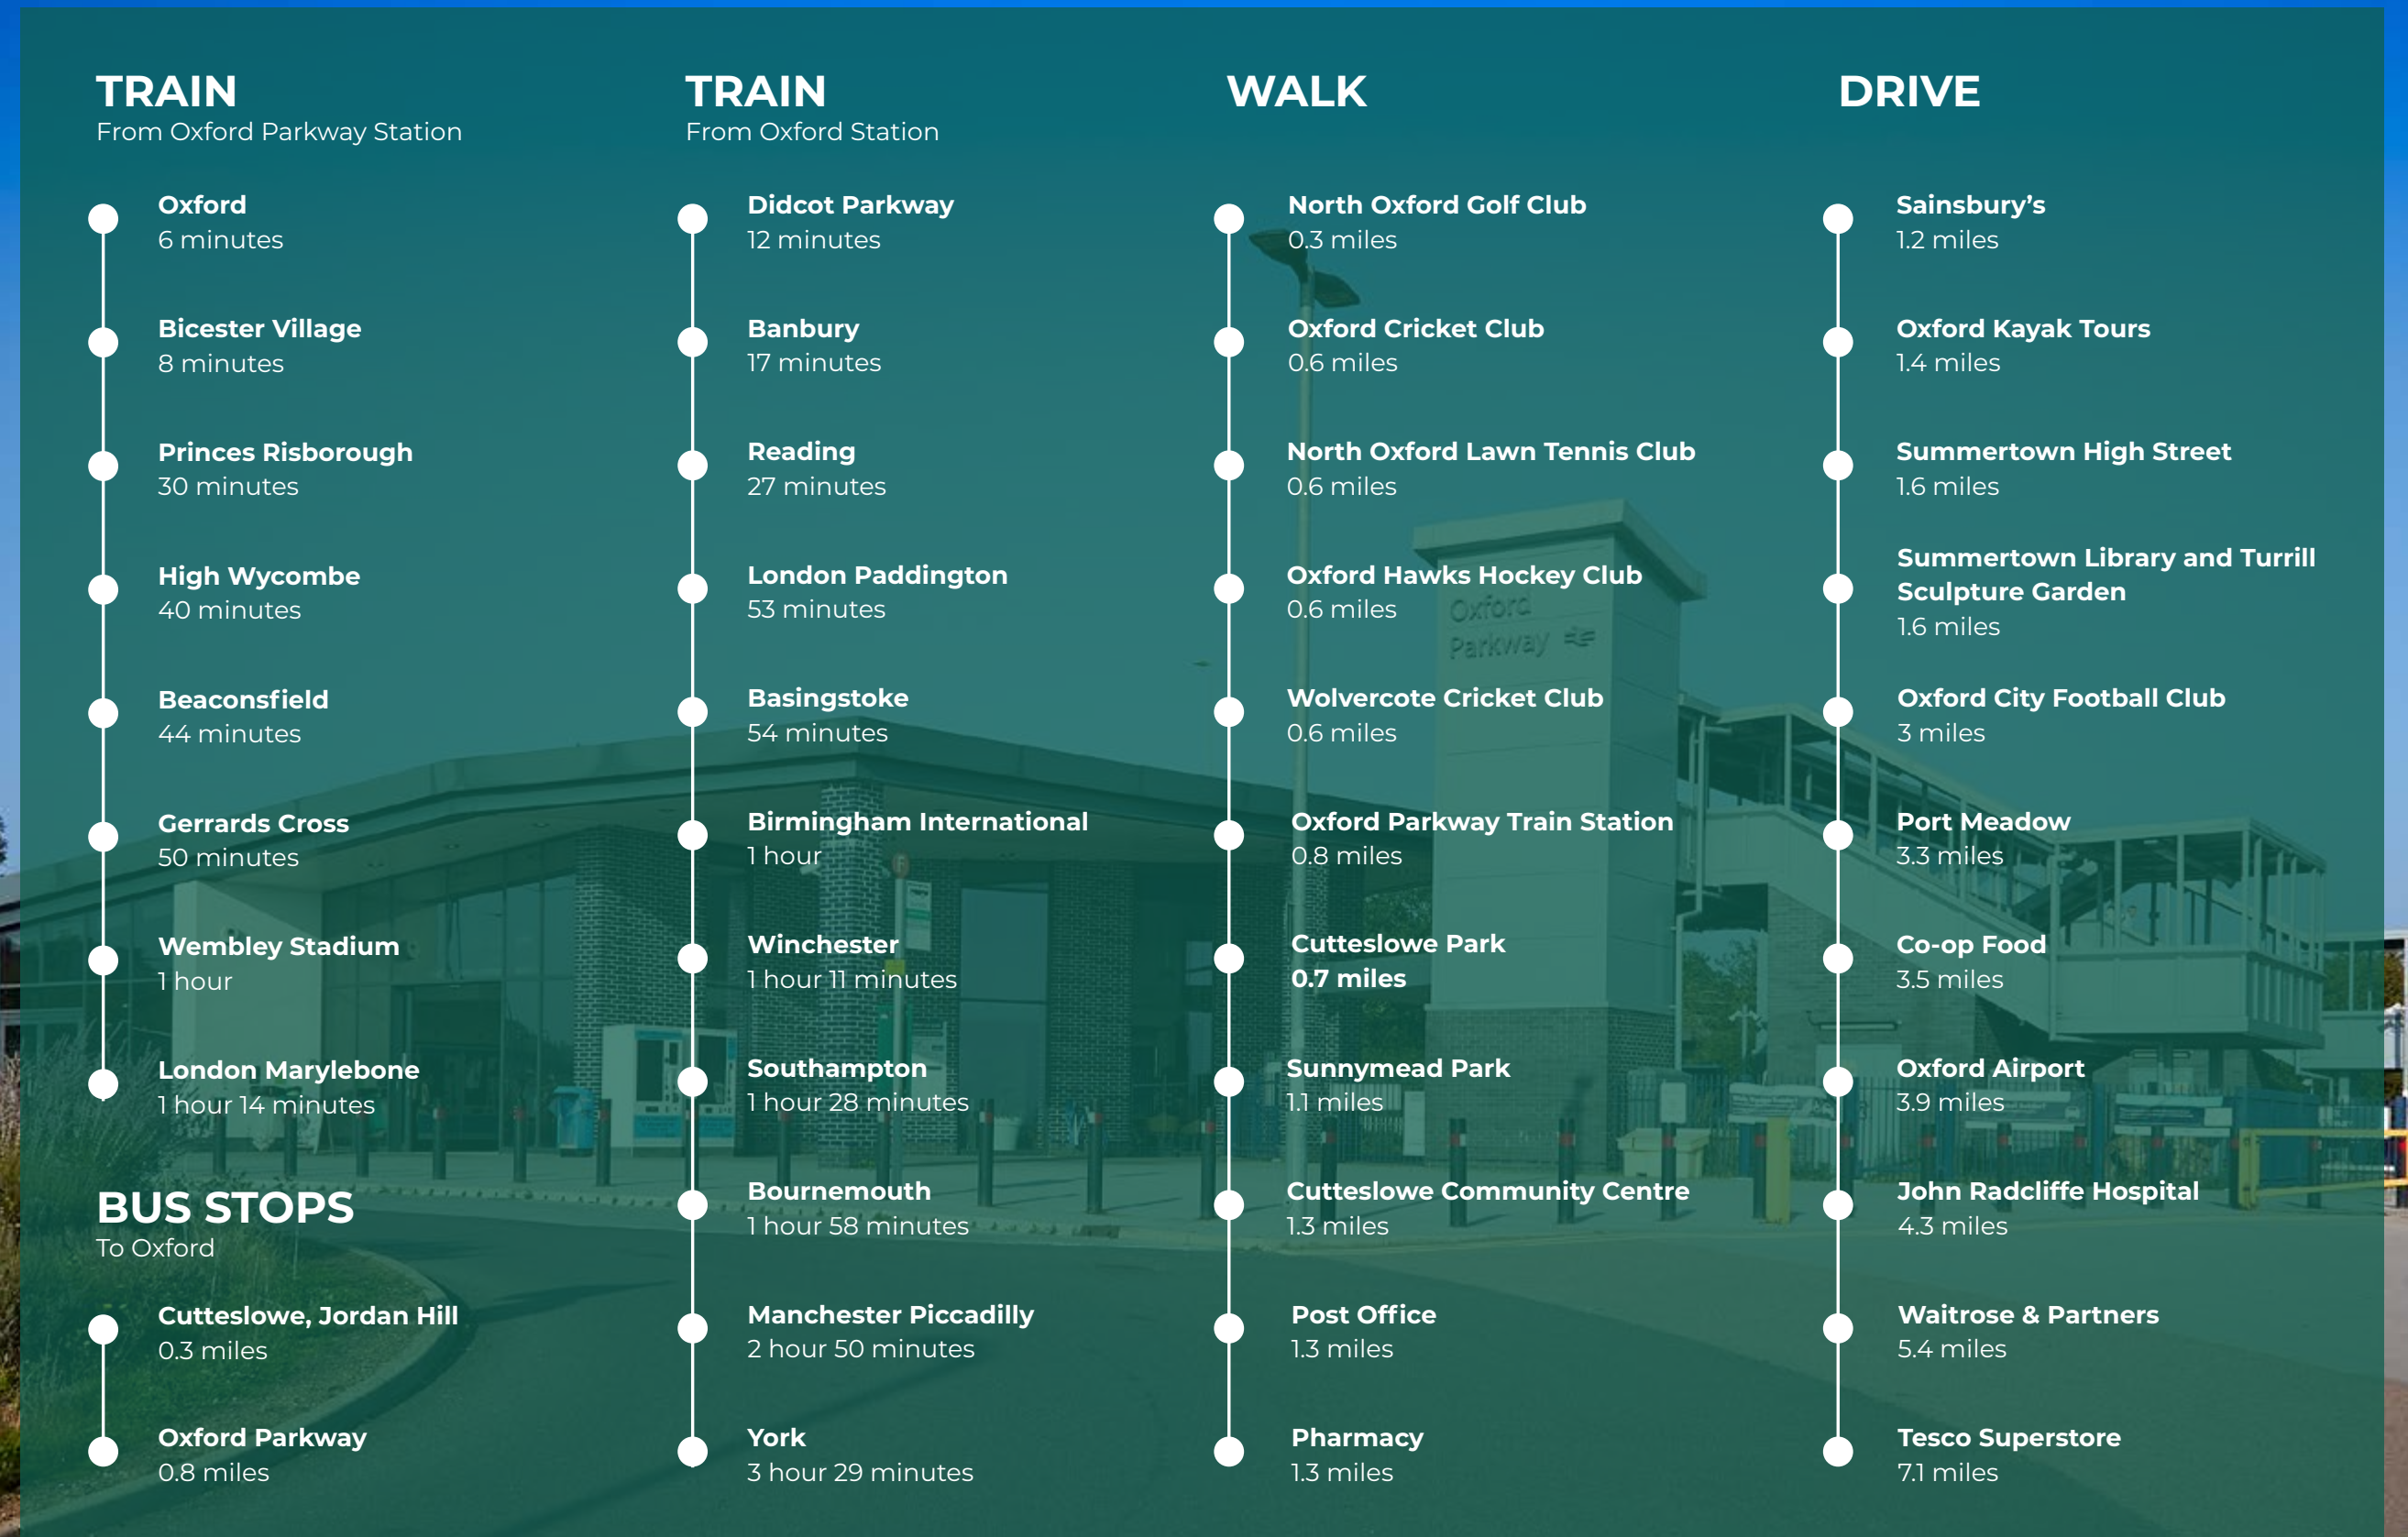 TRAIN
From Oxford Parkway Station
Oxford
6 minutes
Bicester Village
8 minutes
Princes Risborough
30 minutes
High Wycombe
40 minutes
Beaconsfield
44 minutes
Gerrards Cross
50 minutes
Wembley Stadium
1 hour
London Marylebone
1 hour 14 minutes
BUS STOPS
To Oxford
Cutteslowe, Jordan Hill
0.3 miles
Oxford Parkway
0.8 miles
TRAIN
From Oxford Station
Didcot Parkway
12 minutes
Banbury
17 minutes
Reading
27 minutes
London Paddington
53 minutes
Basingstoke
54 minutes
Birmingham International
1 hour
Winchester
1 hour 11 minutes
Southampton
1 hour 28 minutes
Bournemouth
1 hour 58 minutes
Manchester Piccadilly
2 hour 50 minutes
York
3 hour 29 minutes
WALK
North Oxford Golf Club
0.3 miles
Oxford Cricket Club
0.6 miles
North Oxford Lawn Tennis Club
0.6 miles
Oxford Hawks Hockey Club
0.6 miles
Wolvercote Cricket Club
0.6 miles
Oxford Parkway Train Station
0.8 miles
Cutteslowe Park
0.7 miles
Sunnymead Park
1.1 miles
Cutteslowe Community Centre
1.3 miles
Post Office
1.3 miles
Pharmacy
1.3 miles
DRIVE
Sainsbury’s
1.2 miles
Oxford Kayak Tours
1.4 miles
Summertown High Street
1.6 miles
Summertown Library and Turrill
Sculpture Garden
1.6 miles
Oxford City Football Club
3 miles
Port Meadow
3.3 miles
Co-op Food
3.5 miles
Oxford Airport
3.9 miles
John Radcliffe Hospital
4.3 miles
Waitrose & Partners
5.4 miles
Tesco Superstore
7.1 miles
Oxford
Parkway